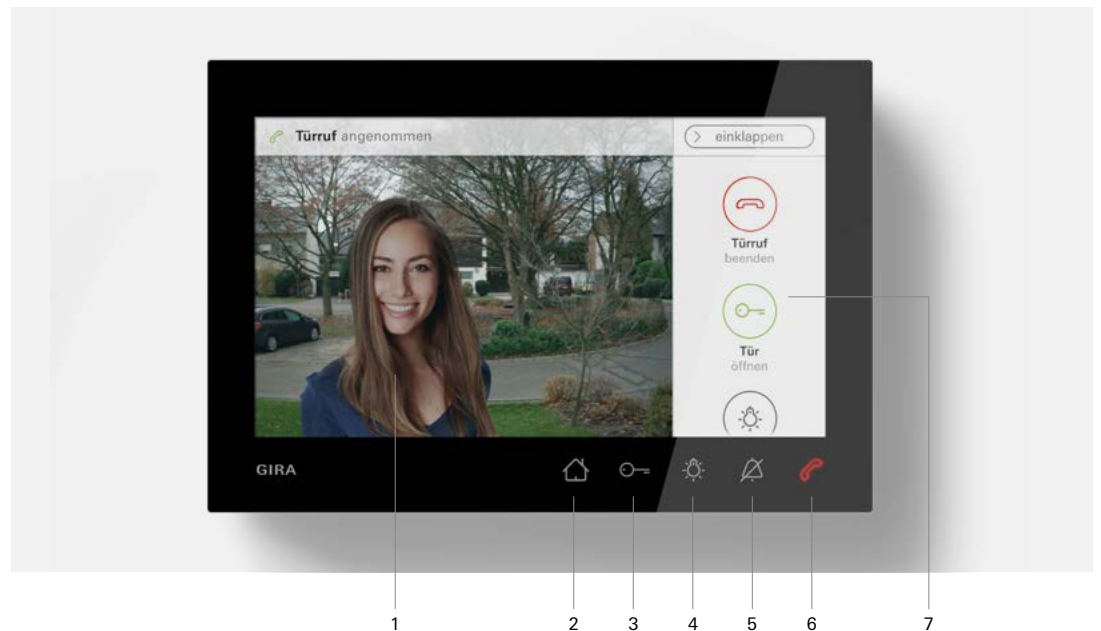 Türruf angenommen
einklappen
Türruf
beenden
Tür
öffnen
GIRA
1 2 3 4 5 6 7